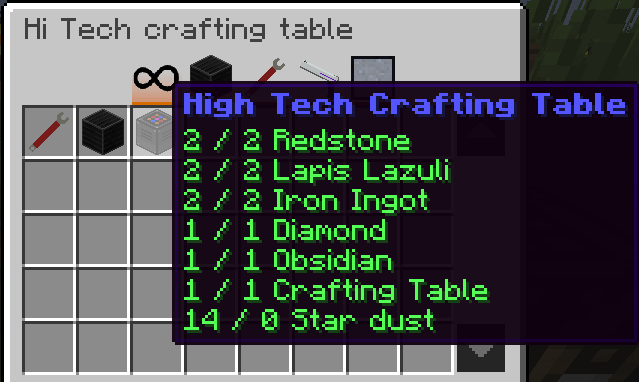 Hi Tech crafting table
High Tech Crafting Table
2 / 2 Redstone
2 / 2 Lapis Lazuli
2 / 2 Iron Ingot
1 / 1 Diamond
1 / 1 Obsidian
1 / 1 Crafting Table
14 / 0 Star dust